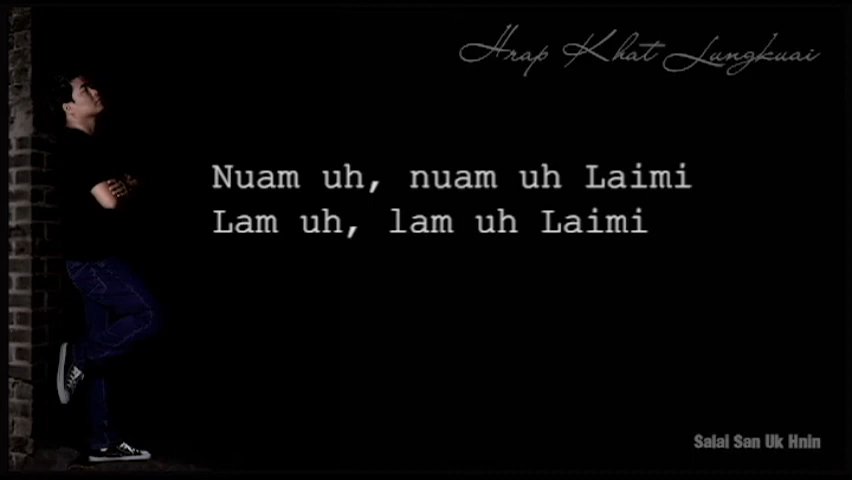 Hrap Khat Lungkuai
Nuam uh, nuam uh Laimi
Lam uh, lam uh Laimi
Salai San Uk Hnin